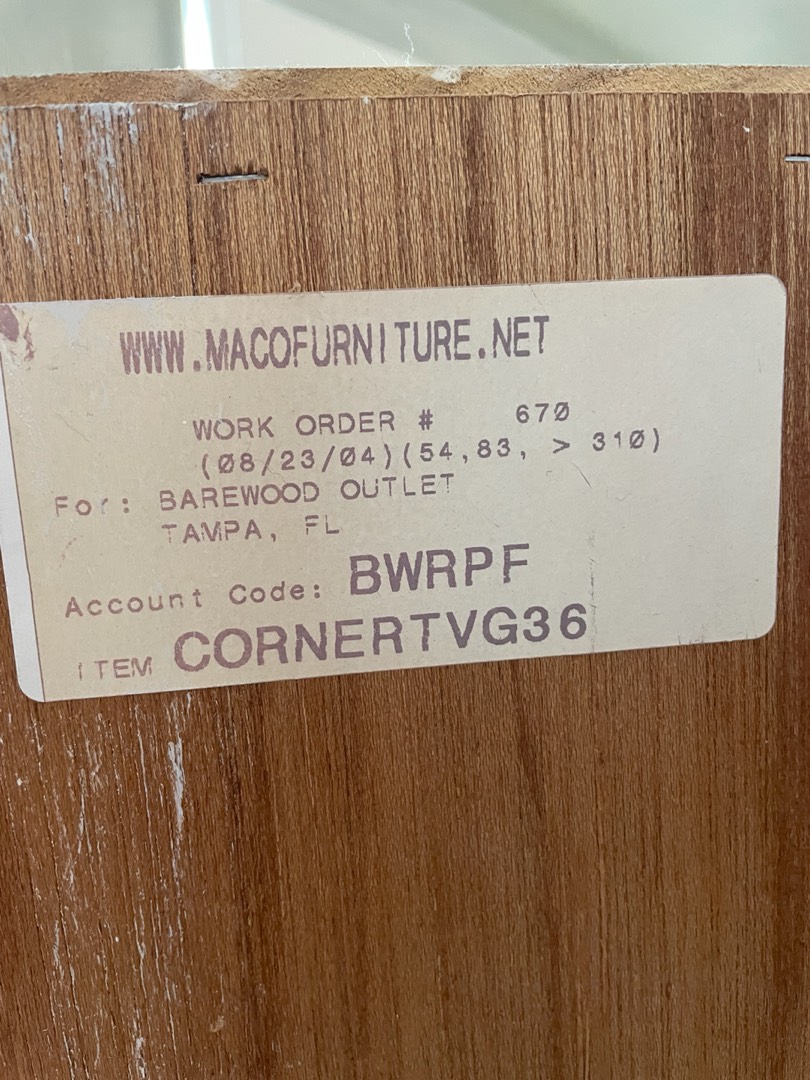 WWW.MACOFURNITURE.NET
WORK ORDER # 670
(08/23/04)(54,83, > 310)
For: BAREWOOD OUTLET
TAMPA, FL
Account Code: BWRPF
ITEM CORNERTVG36